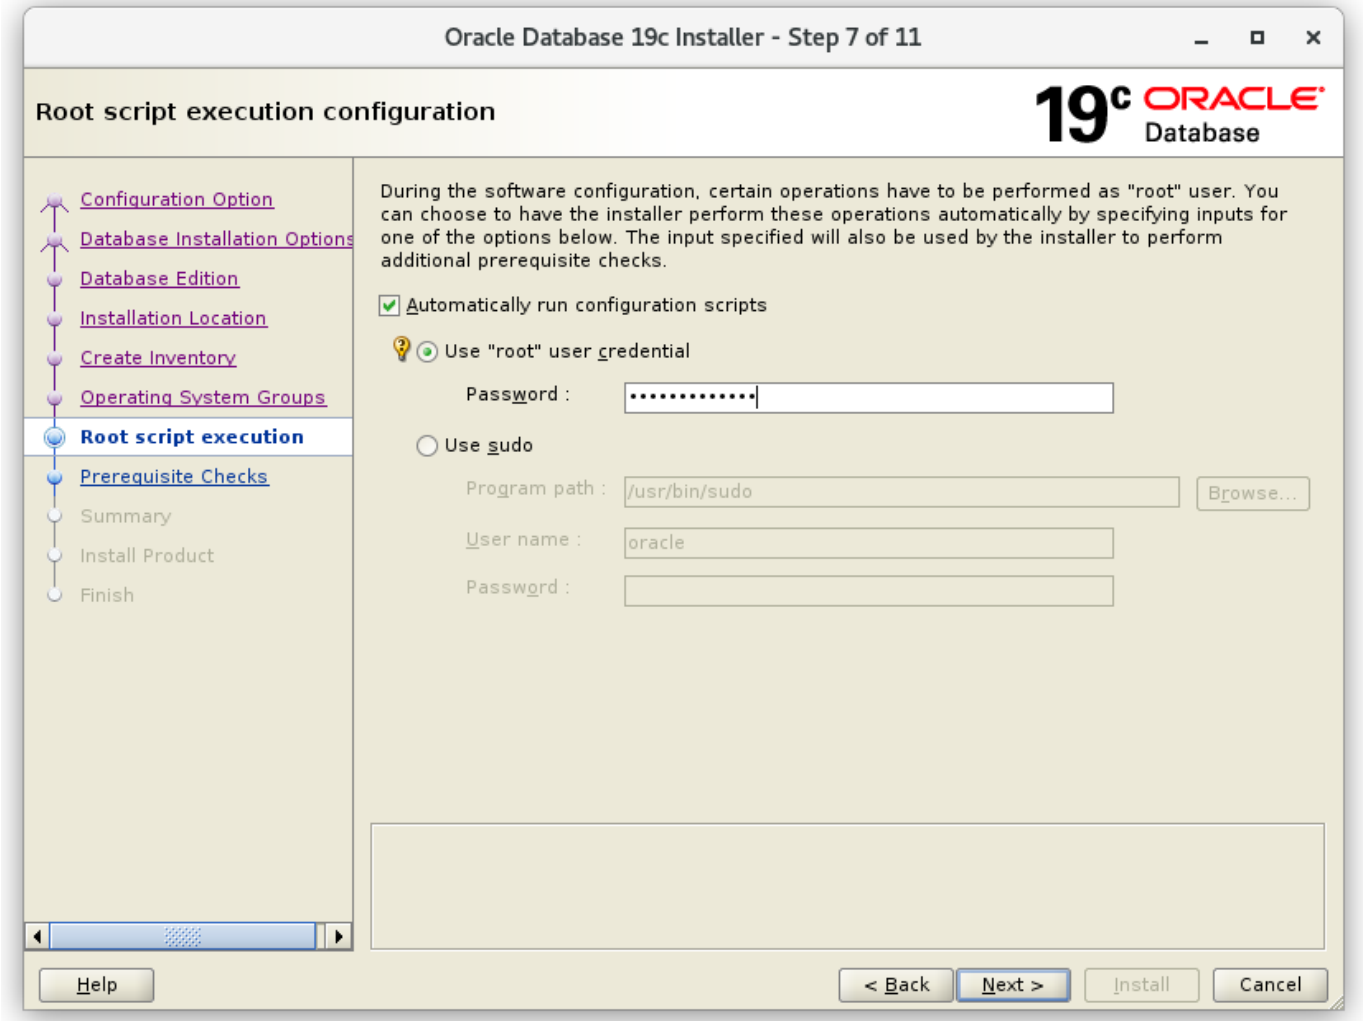 Oracle Database 19c Installer - Step 7 of 11
Root script execution configuration
19c ORACLE
Database
Configuration Option
Database Installation Options
Database Edition
Installation Location
Create Inventory
Operating System Groups
Root script execution
Prerequisite Checks
Summary
Install Product
Finish
During the software configuration, certain operations have to be performed as "root" user. You
can choose to have the installer perform these operations automatically by specifying inputs for
one of the options below. The input specified will also be used by the installer to perform
additional prerequisite checks.
Automatically run configuration scripts
Use "root" user credential
Password : •••••••••••••
Use sudo
Program path : /usr/bin/sudo Browse...
User name : oracle
Password :
Help < Back Next > Install Cancel